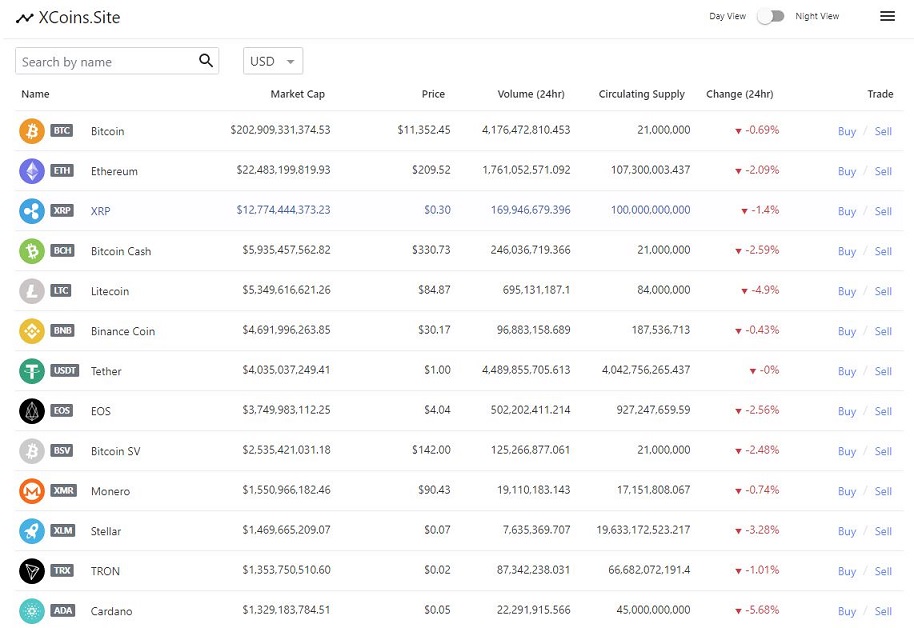 XCoins.Site Day View Night View
Search by name USD
Name Market Cap Price Volume (24hr) Circulating Supply Change (24hr) Trade
BTC Bitcoin $202,909,331,374.53 $11,352.45 4,176,472,810.453 21,000,000 ▼ -0.69% Buy / Sell
ETH Ethereum $22,483,199,819.93 $209.52 1,761,052,571.092 107,300,003.437 ▼ -2.09% Buy / Sell
XRP XRP $12,774,444,373.23 $0.30 169,946,679.396 100,000,000,000 ▼ -1.4% Buy / Sell
BCH Bitcoin Cash $5,935,457,562.82 $330.73 246,036,719.366 21,000,000 ▼ -2.59% Buy / Sell
LTC Litecoin $5,349,616,621.26 $84.87 695,131,187.1 84,000,000 ▼ -4.9% Buy / Sell
BNB Binance Coin $4,691,996,263.85 $30.17 96,883,158.689 187,536,713 ▼ -0.43% Buy / Sell
USDT Tether $4,035,037,249.41 $1.00 4,489,855,705.613 4,042,756,265.437 ▼ -0% Buy / Sell
EOS EOS $3,749,983,112.25 $4.04 502,202,411.214 927,247,659.59 ▼ -2.56% Buy / Sell
BSV Bitcoin SV $2,535,421,031.18 $142.00 125,266,877.061 21,000,000 ▼ -2.48% Buy / Sell
XMR Monero $1,550,966,182.46 $90.43 19,110,183.143 17,151,808.067 ▼ -0.74% Buy / Sell
XLM Stellar $1,469,665,209.07 $0.07 7,635,369.707 19,633,172,523.217 ▼ -3.28% Buy / Sell
TRX TRON $1,353,750,510.60 $0.02 87,342,238.031 66,682,072,191.4 ▼ -1.01% Buy / Sell
ADA Cardano $1,329,183,784.51 $0.05 22,291,915.566 45,000,000,000 ▼ -5.68% Buy / Sell